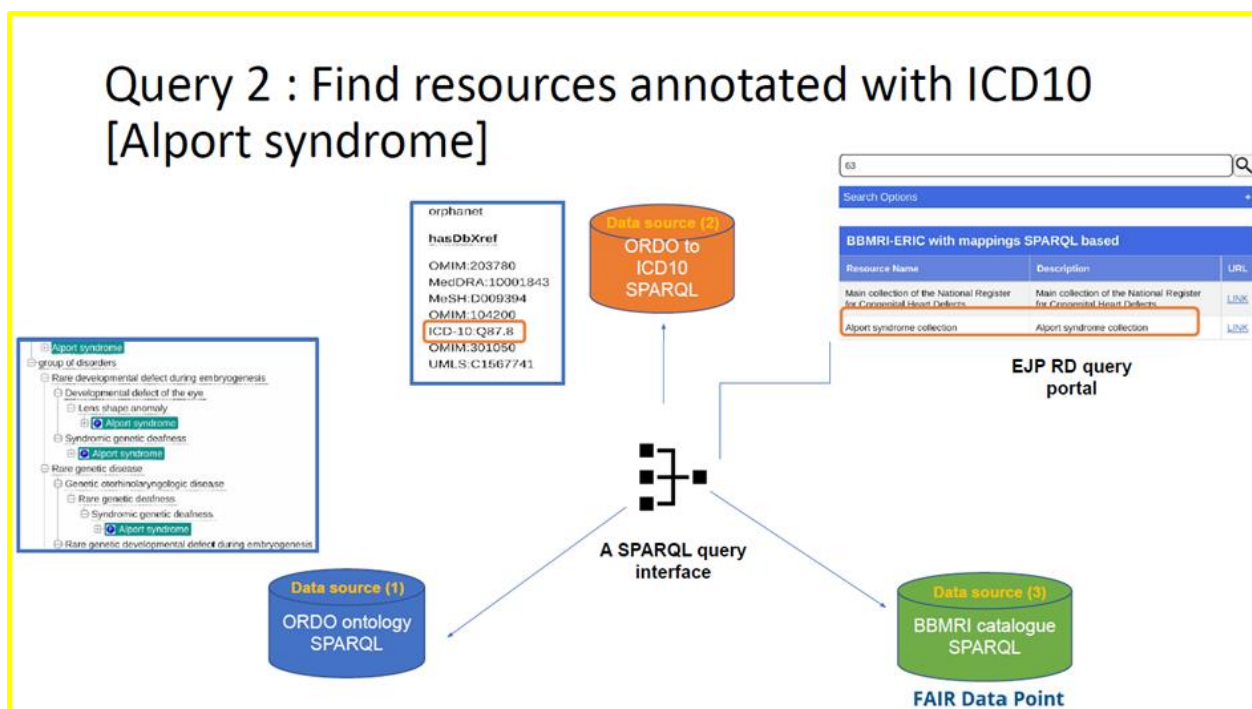 Query 2 : Find resources annotated with ICD10
[Alport syndrome]
orphanet
hasDbXref
OMIM:203780
MedDRA:10001843
MeSH:D009394
OMIM:104200
ICD-10:Q87.8
OMIM:301050
UMLS:C1567741
Data source (2)
ORDO to
ICD10
SPARQL
63
Search Options +
BBMRI-ERIC with mappings SPARQL based
Resource Name Description URL
Main collection of the National Register
for Congenital Heart Defects
Main collection of the National Register
for Congenital Heart Defects
LINK
Alport syndrome collection Alport syndrome collection LINK
EJP RD query
portal
Alport syndrome
group of disorders
Rare developmental defect during embryogenesis
Developmental defect of the eye
Lens shape anomaly
Alport syndrome
Syndromic genetic deafness
Alport syndrome
Rare genetic disease
Genetic otorhinolaryngologic disease
Rare genetic deafness
Syndromic genetic deafness
Alport syndrome
Rare genetic developmental defect during embryogenesis
A SPARQL query
interface
Data source (1)
ORDO ontology
SPARQL
Data source (3)
BBMRI catalogue
SPARQL
FAIR Data Point